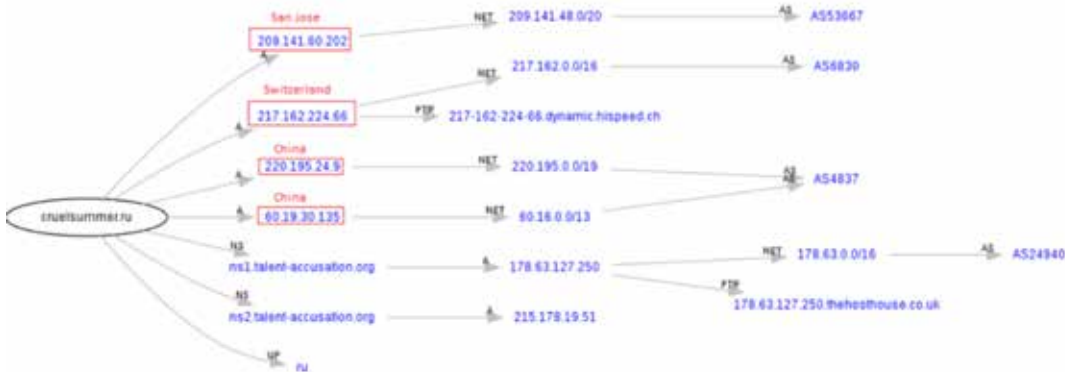 San Jose
209.141.60.202
NET 209.141.48.0/20 AS AS53667
A
Switzerland
217.162.224.66
NET 217.162.0.0/16 AS AS6830
A PTR 217-162-224-66.dynamic.hispeed.ch
China
220.195.24.9
A NET 220.195.0.0/19 AS AS4837
China
60.19.30.135
cruelsummer.ru A NET 60.16.0.0/13 AS
NS ns1.talent-accusation.org A 178.63.127.250 NET 178.63.0.0/16 AS AS24940
PTR 178.63.127.250.thehosthouse.co.uk
NS ns2.talent-accusation.org A 215.178.19.51
UP ru